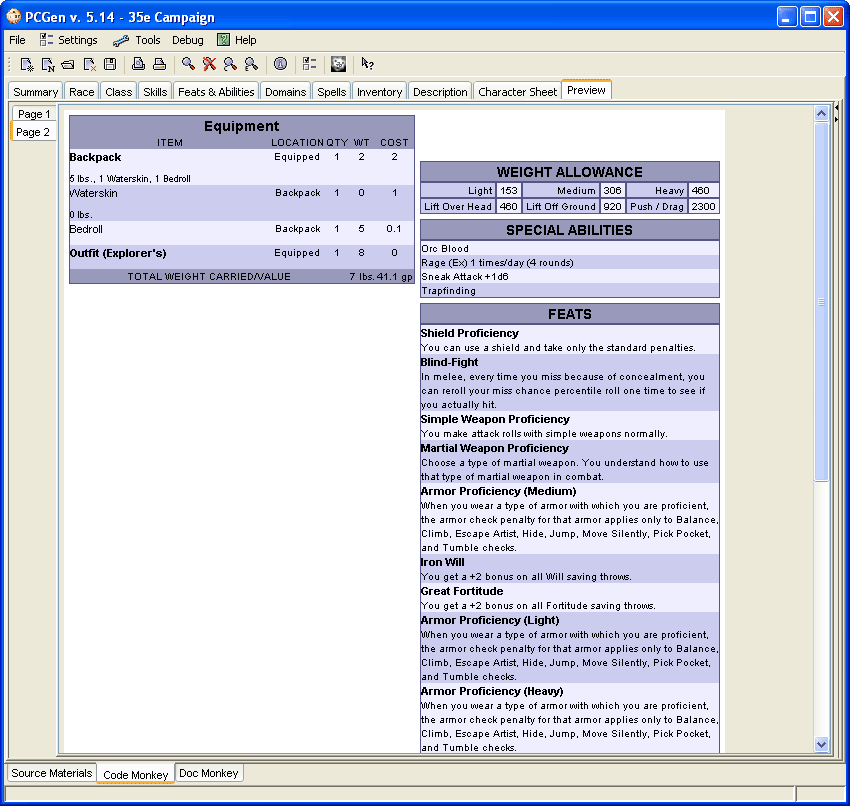 PCGen v. 5.14 - 35e Campaign
File Settings Tools Debug Help
Summary Race Class Skills Feats & Abilities Domains Spells Inventory Description Character Sheet Preview
Page 1
Page 2
Equipment
ITEM LOCATION QTY WT COST
Backpack Equipped 1 2 2
5 lbs., 1 Waterskin, 1 Bedroll
Waterskin Backpack 1 0 1
0 lbs.
Bedroll Backpack 1 5 0.1
Outfit (Explorer's) Equipped 1 8 0
TOTAL WEIGHT CARRIED/VALUE 7 lbs. 41.1 gp
WEIGHT ALLOWANCE
Light 153 Medium 306 Heavy 460
Lift Over Head 460 Lift Off Ground 920 Push / Drag 2300
SPECIAL ABILITIES
Orc Blood
Rage (Ex) 1 times/day (4 rounds)
Sneak Attack +1d6
Trapfinding
FEATS
Shield Proficiency
You can use a shield and take only the standard penalties.
Blind-Fight
In melee, every time you miss because of concealment, you
can reroll your miss chance percentile roll one time to see if
you actually hit.
Simple Weapon Proficiency
You make attack rolls with simple weapons normally.
Martial Weapon Proficiency
Choose a type of martial weapon. You understand how to use
that type of martial weapon in combat.
Armor Proficiency (Medium)
When you wear a type of armor with which you are proficient,
the armor check penalty for that armor applies only to Balance,
Climb, Escape Artist, Hide, Jump, Move Silently, Pick Pocket,
and Tumble checks.
Iron Will
You get a +2 bonus on all Will saving throws.
Great Fortitude
You get a +2 bonus on all Fortitude saving throws.
Armor Proficiency (Light)
When you wear a type of armor with which you are proficient,
the armor check penalty for that armor applies only to Balance,
Climb, Escape Artist, Hide, Jump, Move Silently, Pick Pocket,
and Tumble checks.
Armor Proficiency (Heavy)
When you wear a type of armor with which you are proficient,
the armor check penalty for that armor applies only to Balance,
Climb, Escape Artist, Hide, Jump, Move Silently, Pick Pocket,
and Tumble checks.
Source Materials Code Monkey Doc Monkey